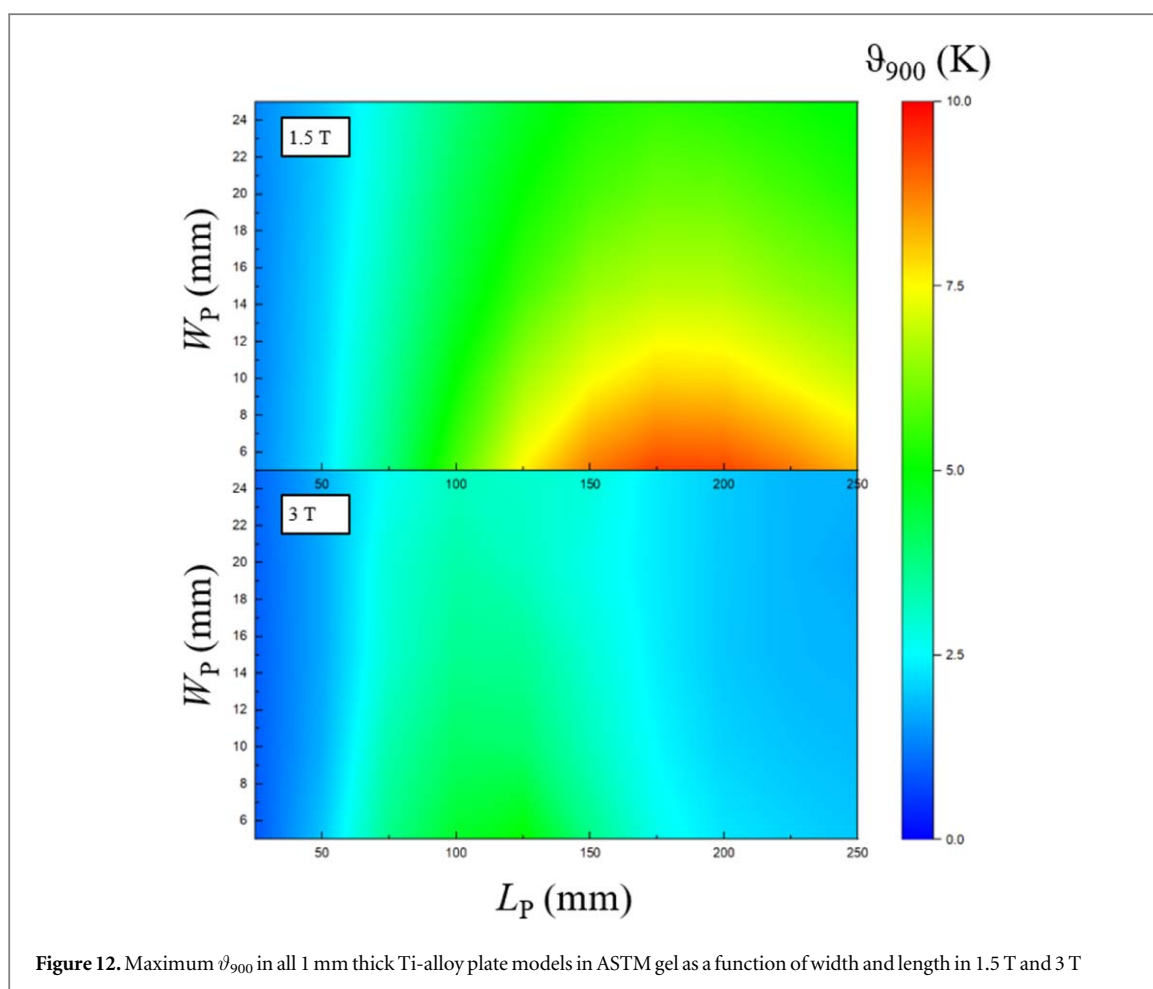 ϑ900 (K)
10.0
7.5
5.0
2.5
0.0
1.5 T
W_P (mm)
24
22
20
18
16
14
12
10
8
6
50 100 150 200 250
3 T
W_P (mm)
24
22
20
18
16
14
12
10
8
6
50 100 150 200 250
L_P (mm)
Figure 12. Maximum ϑ900 in all 1 mm thick Ti-alloy plate models in ASTM gel as a function of width and length in 1.5 T and 3 T